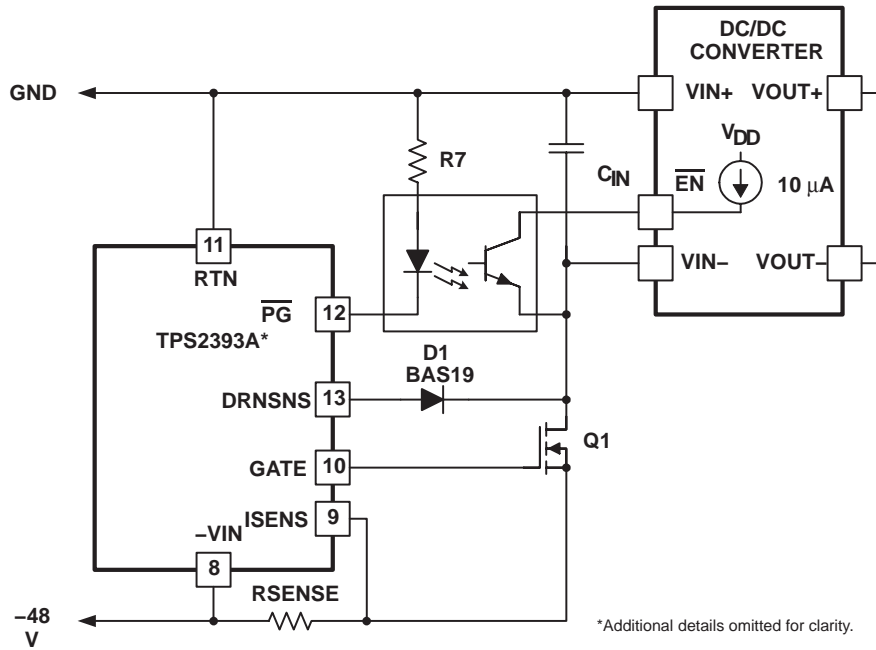 DC/DC
CONVERTER
GND
VIN+ VOUT+
R7
VDD
CIN
EN
10 μA
11
RTN
VIN– VOUT–
PG
12
TPS2393A*
D1
BAS19
DRNSNS
13
Q1
GATE
10
ISENS
9
–VIN
8
RSENSE
–48
V
*Additional details omitted for clarity.